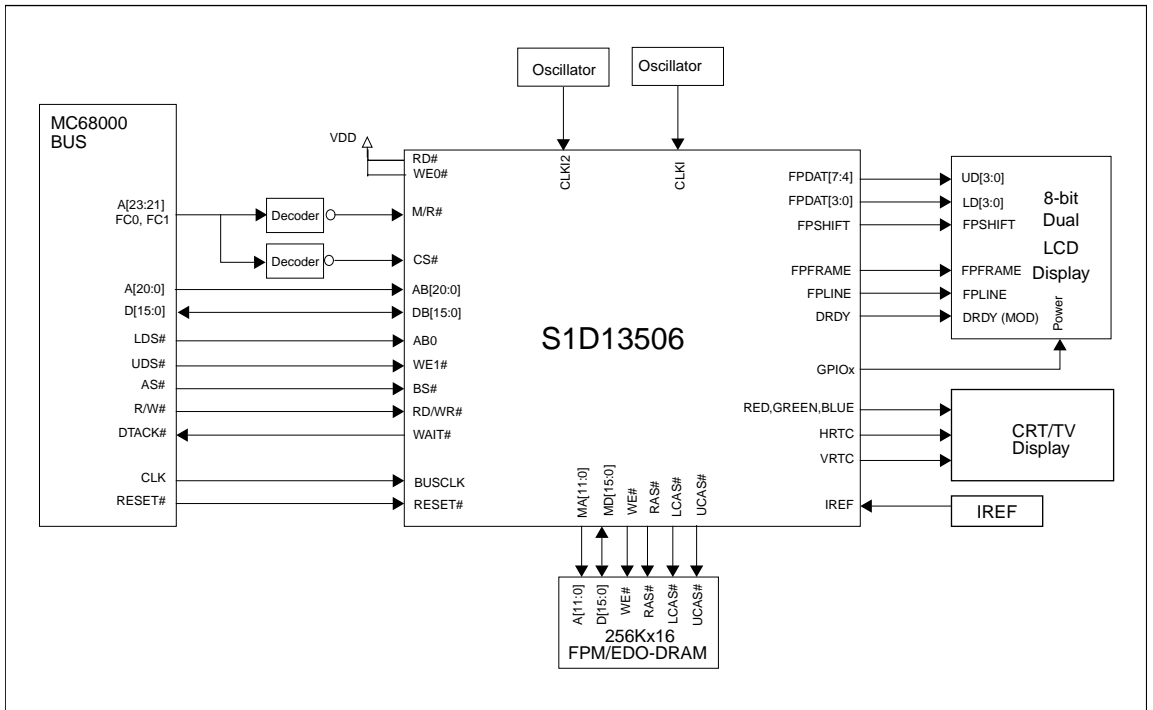 Oscillator
Oscillator
MC68000
BUS
VDD
RD#
WE0#
CLKI2
CLKI
A[23:21]
FC0, FC1
Decoder
M/R#
Decoder
CS#
A[20:0]
AB[20:0]
D[15:0]
DB[15:0]
LDS#
AB0
UDS#
WE1#
AS#
BS#
R/W#
RD/WR#
DTACK#
WAIT#
CLK
BUSCLK
RESET#
RESET#
S1D13506
FPDAT[7:4]
UD[3:0]
FPDAT[3:0]
LD[3:0]
FPSHIFT
FPSHIFT
FPFRAME
FPFRAME
FPLINE
FPLINE
DRDY
DRDY (MOD)
8-bit
Dual
LCD
Display
Power
GPIOx
RED,GREEN,BLUE
HRTC
VRTC
CRT/TV
Display
IREF
IREF
MA[11:0]
MD[15:0]
WE#
RAS#
LCAS#
UCAS#
A[11:0]
D[15:0]
WE#
RAS#
LCAS#
UCAS#
256Kx16
FPM/EDO-DRAM